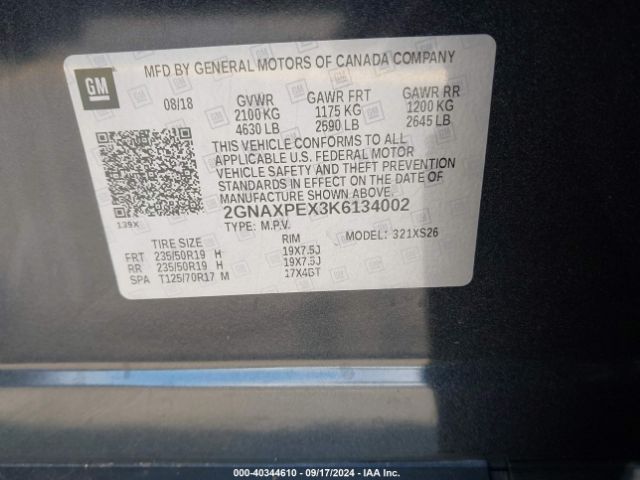 MFD BY GENERAL MOTORS OF CANADA COMPANY
GM
08/18 GVWR GAWR FRT GAWR RR
2100 KG 1175 KG 1200 KG
4630 LB 2590 LB 2645 LB
THIS VEHICLE CONFORMS TO ALL
APPLICABLE U.S. FEDERAL MOTOR
VEHICLE SAFETY AND THEFT PREVENTION
STANDARDS IN EFFECT ON THE DATE OF
MANUFACTURE SHOWN ABOVE.
2GNAXPEX3K6134002
139X TYPE: M.P.V. MODEL: 321XS26
TIRE SIZE RIM
FRT 235/50R19 H 19X7.5J
RR 235/50R19 H 19X7.5J
SPA T125/70R17 M 17X4BT
000-40344610 - 09/17/2024 - IAA Inc.